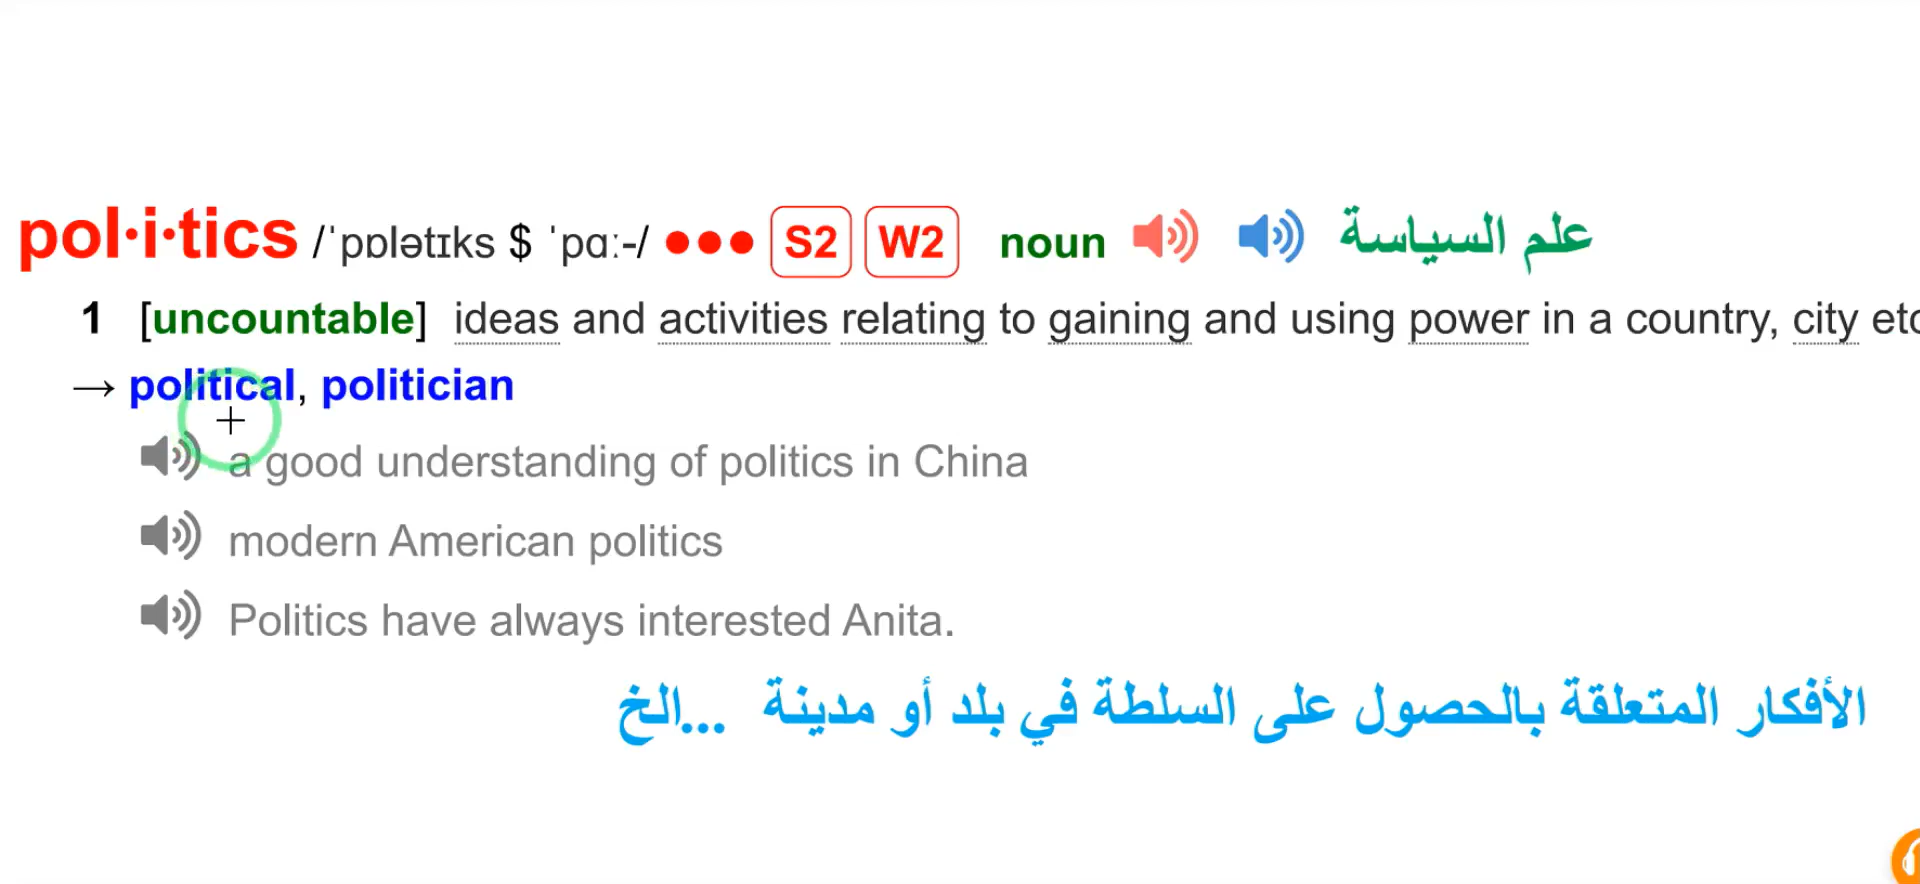 pol·i·tics /ˈpɒlətɪks $ ˈpɑː-/ ●●● S2 W2 noun علم السياسة
1 [uncountable] ideas and activities relating to gaining and using power in a country, city etc
→ political, politician
a good understanding of politics in China
modern American politics
Politics have always interested Anita.
الأفكار المتعلقة بالحصول على السلطة في بلد أو مدينة ...الخ